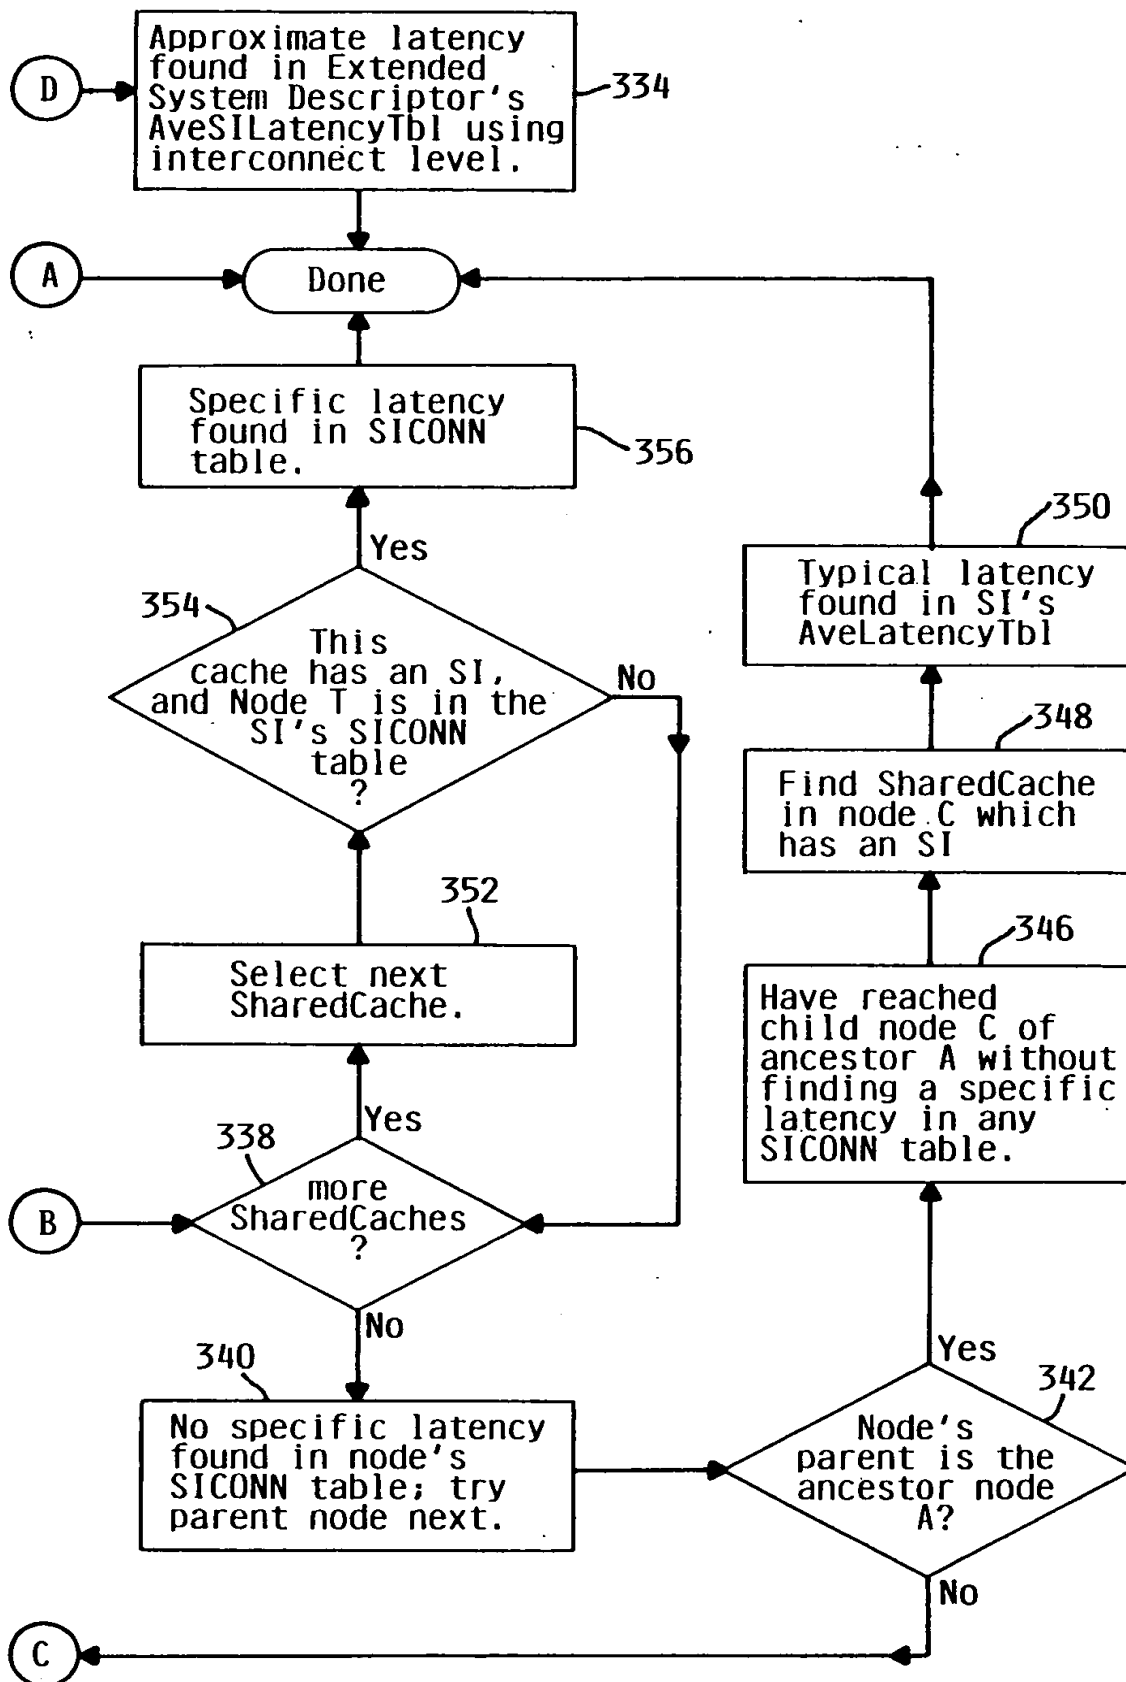 Approximate latency
found in Extended
System Descriptor's
AveSILatencyTbl using
interconnect level.
334
D
A
Done
Specific latency
found in SICONN
table.
356
Yes
354
This
cache has an SI,
and Node T is in the
SI's SICONN
table
?
No
350
Typical latency
found in SI's
AveLatencyTbl
348
Find SharedCache
in node C which
has an SI
352
Select next
SharedCache.
346
Have reached
child node C of
ancestor A without
finding a specific
latency in any
SICONN table.
Yes
338
more
SharedCaches
?
B
No
340
No specific latency
found in node's
SICONN table; try
parent node next.
Yes
342
Node's
parent is the
ancestor node
A?
No
C